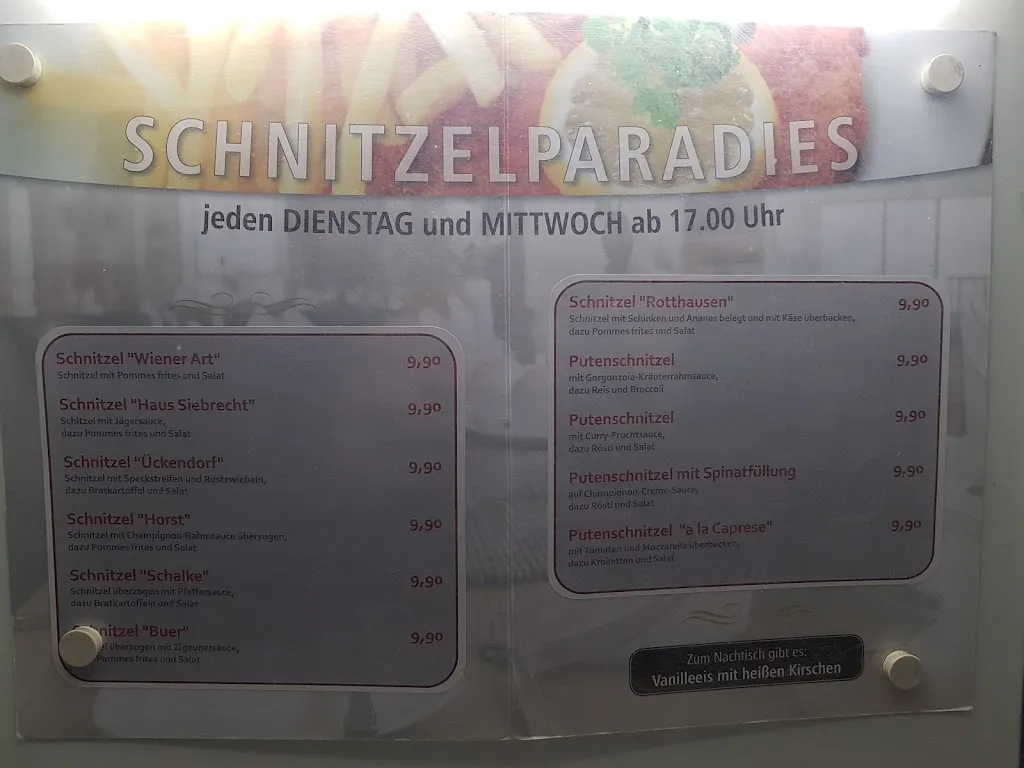 SCHNITZELPARADIES
jeden DIENSTAG und MITTWOCH ab 17.00 Uhr
Schnitzel "Wiener Art" 9,90
Schnitzel mit Pommes frites und Salat
Schnitzel "Haus Siebrecht" 9,90
Schitzel mit Jägersauce,
dazu Pommes frites und Salat
Schnitzel "Ückendorf" 9,90
Schnitzel mit Speckstreifen und Röstzwiebeln,
dazu Bratkartoffel und Salat
Schnitzel "Horst" 9,90
Schnitzel mit Champignon-Rahmsauce überzogen,
dazu Pommes frites und Salat
Schnitzel "Schalke" 9,90
Schnitzel überzogen mit Pfeffersauce,
dazu Bratkartoffeln und Salat
Schnitzel "Buer" 9,90
überzogen mit Zigeunersauce,
Pommes frites und Salat
Schnitzel "Rotthausen" 9,90
Schnitzel mit Schinken und Ananas belegt und mit Käse überbacken,
dazu Pommes frites und Salat
Putenschnitzel 9,90
mit Gorgonzola-Kräuterrahmsauce,
dazu Reis und Broccoli
Putenschnitzel 9,90
mit Curry-Fruchtsauce,
dazu Rösti und Salat
Putenschnitzel mit Spinatfüllung 9.90
auf Champignon-Creme-Sauce,
dazu Rösti und Salat
Putenschnitzel "a la Caprese" 9,90
mit Tomaten und Mozzarella überbacken,
dazu Kroketten und Salat
Zum Nachtisch gibt es:
Vanilleeis mit heißen Kirschen